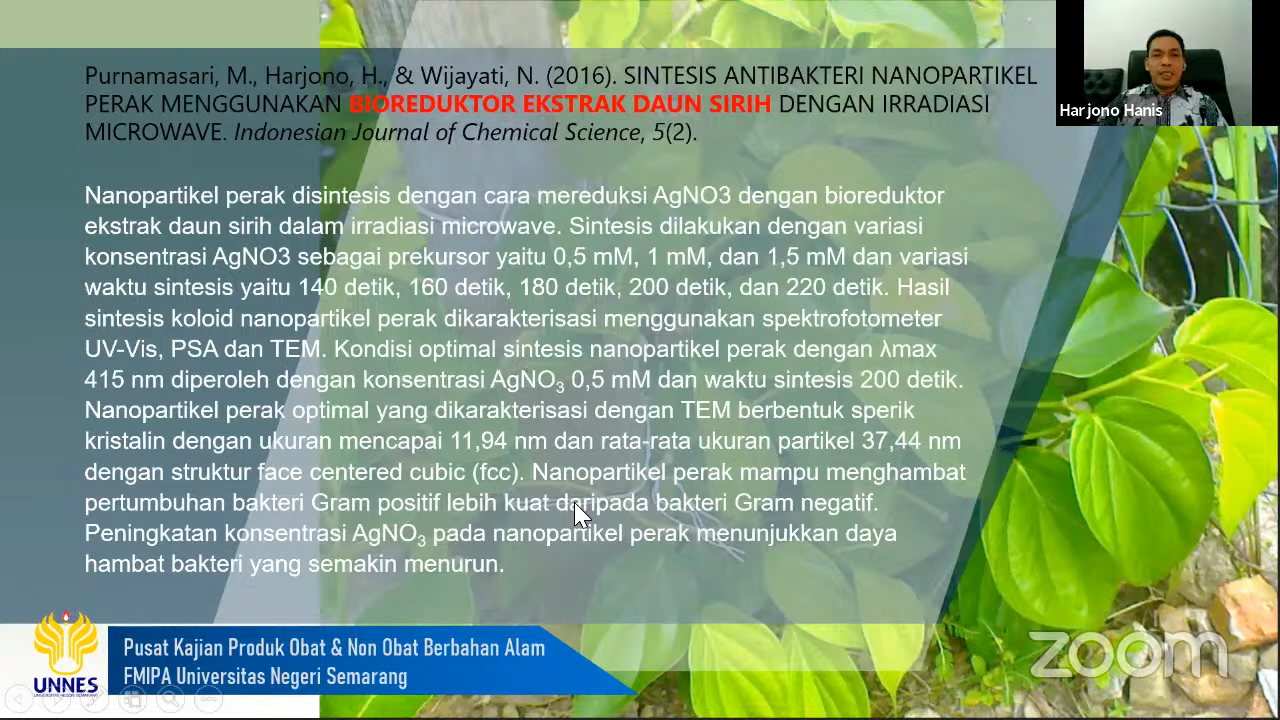 Purnamasari, M., Harjono, H., & Wijayati, N. (2016). SINTESIS ANTIBAKTERI NANOPARTIKEL
PERAK MENGGUNAKAN BIOREDUKTOR EKSTRAK DAUN SIRIH DENGAN IRRADIASI
MICROWAVE. Indonesian Journal of Chemical Science, 5(2).
Harjono Hanis
Nanopartikel perak disintesis dengan cara mereduksi AgNO3 dengan bioreduktor
ekstrak daun sirih dalam irradiasi microwave. Sintesis dilakukan dengan variasi
konsentrasi AgNO3 sebagai prekursor yaitu 0,5 mM, 1 mM, dan 1,5 mM dan variasi
waktu sintesis yaitu 140 detik, 160 detik, 180 detik, 200 detik, dan 220 detik. Hasil
sintesis koloid nanopartikel perak dikarakterisasi menggunakan spektrofotometer
UV-Vis, PSA dan TEM. Kondisi optimal sintesis nanopartikel perak dengan λmax
415 nm diperoleh dengan konsentrasi AgNO₃ 0,5 mM dan waktu sintesis 200 detik.
Nanopartikel perak optimal yang dikarakterisasi dengan TEM berbentuk sperik
kristalin dengan ukuran mencapai 11,94 nm dan rata-rata ukuran partikel 37,44 nm
dengan struktur face centered cubic (fcc). Nanopartikel perak mampu menghambat
pertumbuhan bakteri Gram positif lebih kuat daripada bakteri Gram negatif.
Peningkatan konsentrasi AgNO₃ pada nanopartikel perak menunjukkan daya
hambat bakteri yang semakin menurun.
Pusat Kajian Produk Obat & Non Obat Berbahan Alam
FMIPA Universitas Negeri Semarang
UNNES
UNIVERSITAS NEGERI SEMARANG
zoom